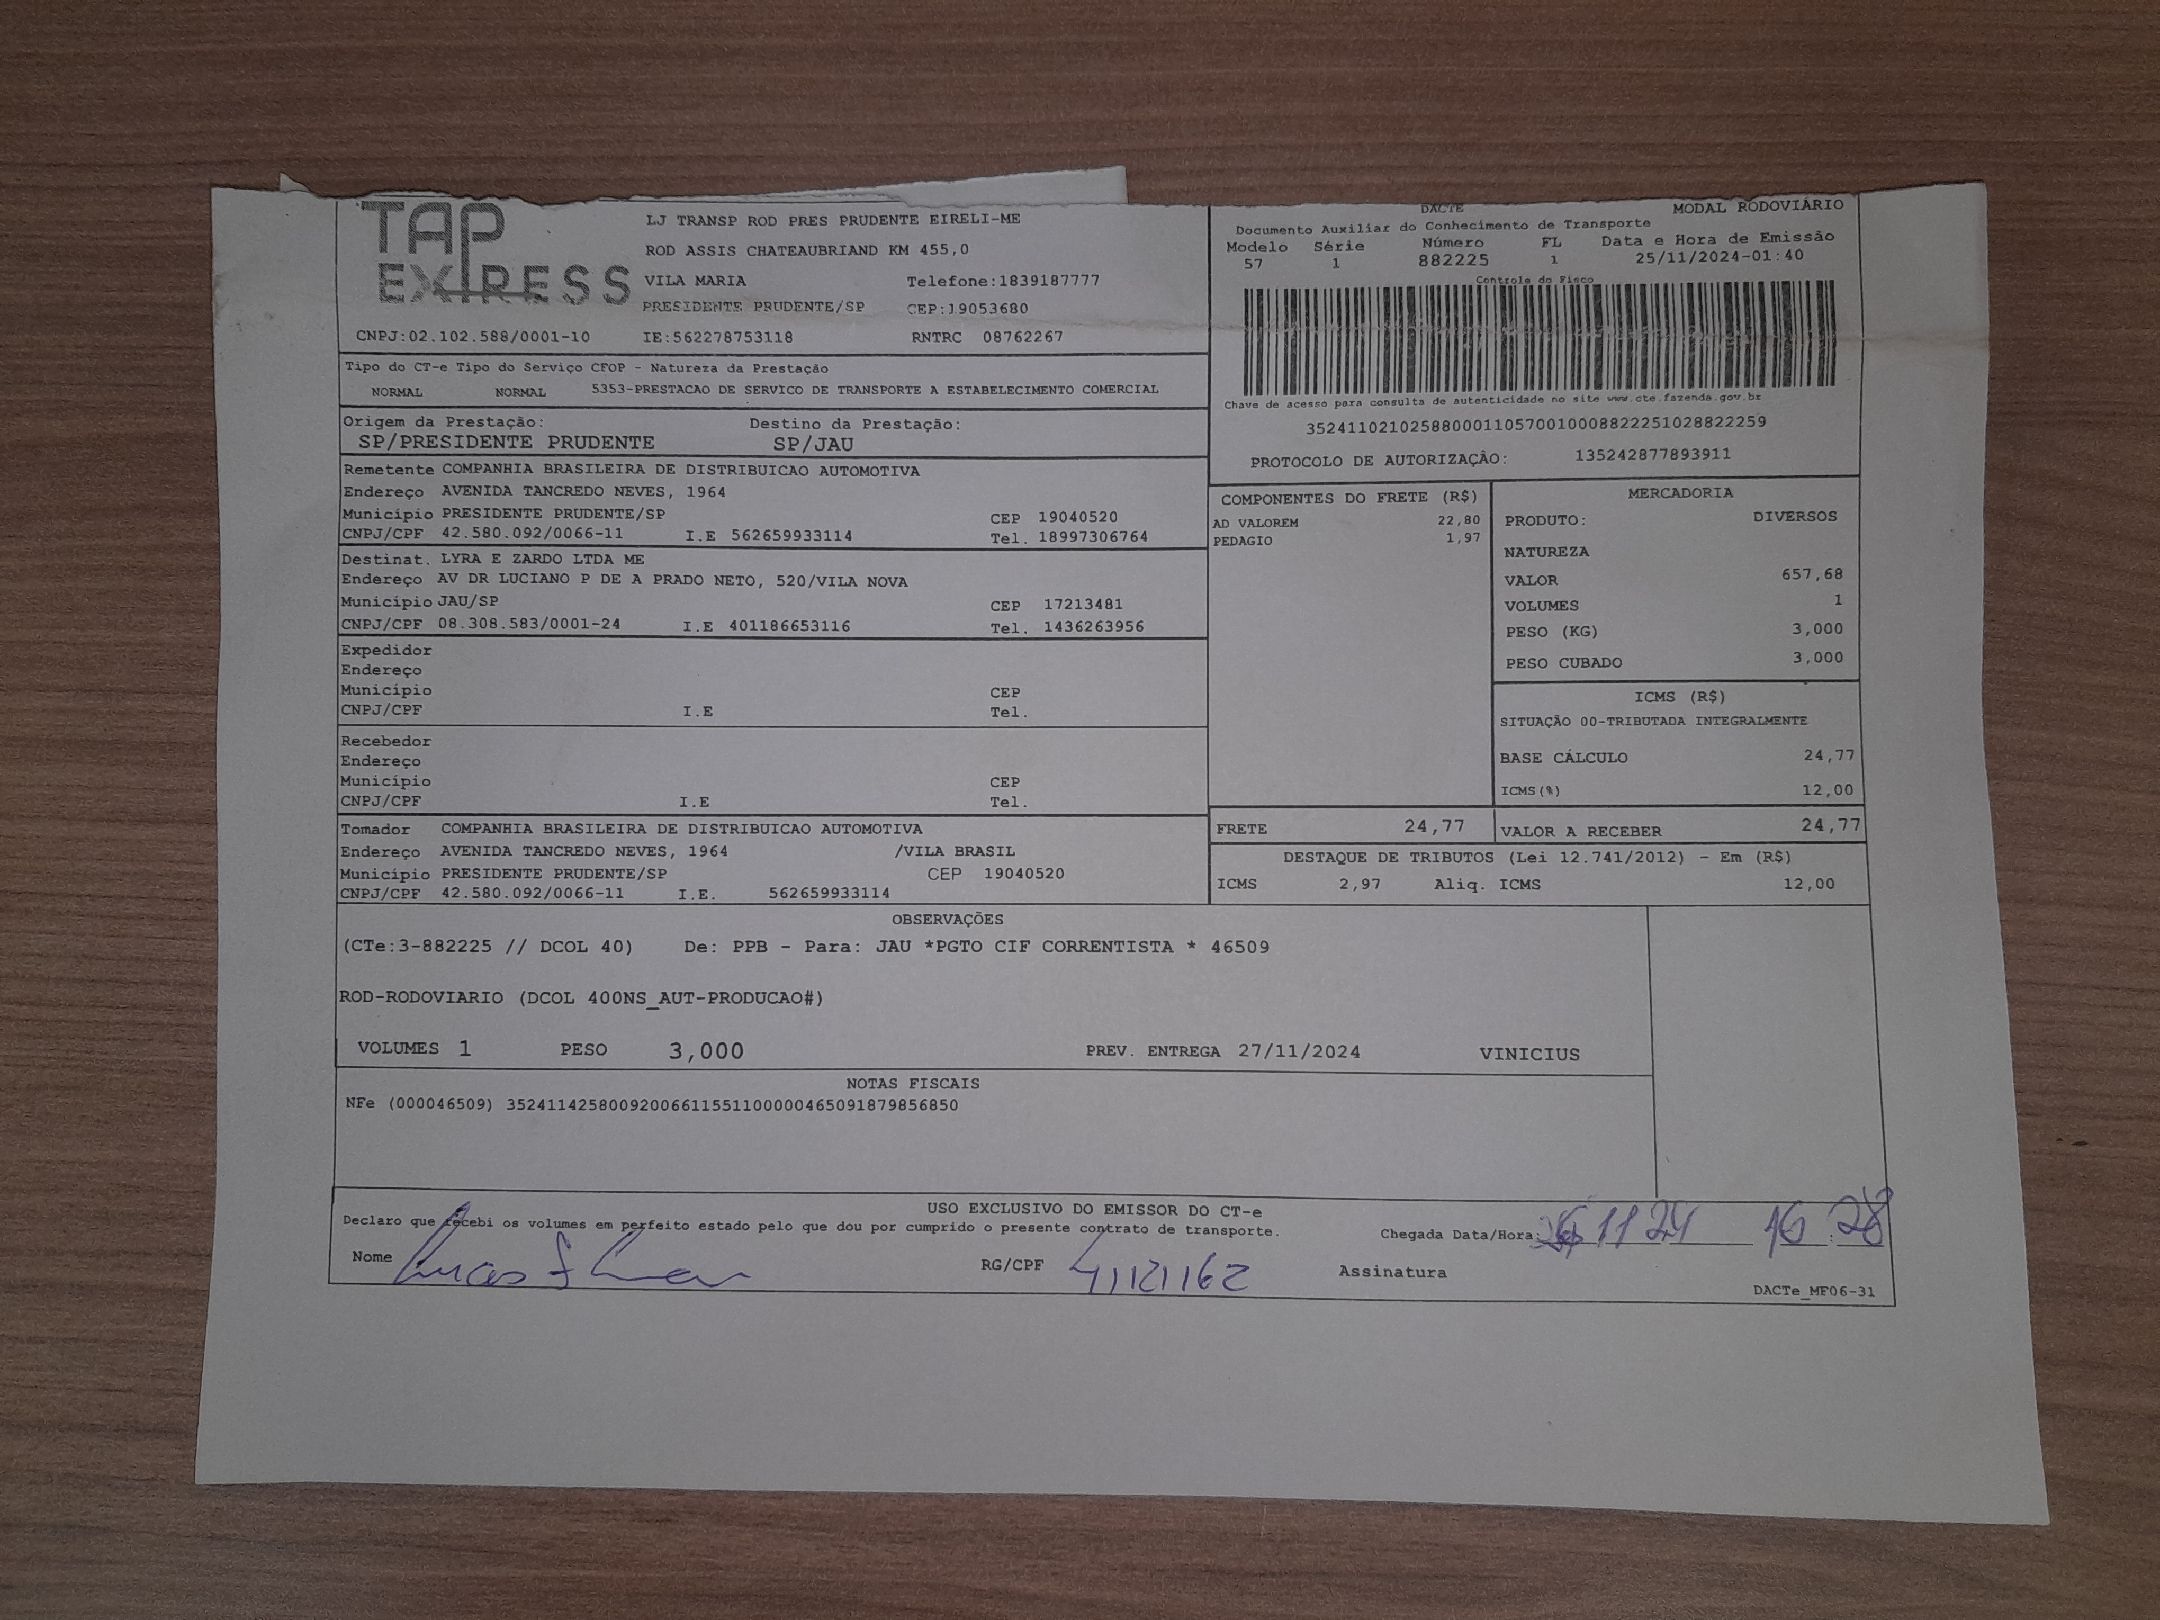 TAP
EXPRESS
LJ TRANSP ROD PRES PRUDENTE EIRELI-ME
ROD ASSIS CHATEAUBRIAND KM 455,0
VILA MARIA Telefone:1839187777
PRESIDENTE PRUDENTE/SP CEP:19053680
CNPJ:02.102.588/0001-10 IE:562278753118 RNTRC 08762267
DACTE MODAL RODOVIÁRIO
Documento Auxiliar do Conhecimento de Transporte
Modelo Série Número FL Data e Hora de Emissão
57 1 882225 1 25/11/2024-01:40
Controle do Fisco
Chave de acesso para consulta de autenticidade no site www.cte.fazenda.gov.br
35241102102588000110570010008822251028822259
PROTOCOLO DE AUTORIZAÇÃO: 135242877893911
Tipo do CT-e Tipo do Serviço CFOP - Natureza da Prestação
NORMAL NORMAL 5353-PRESTACAO DE SERVICO DE TRANSPORTE A ESTABELECIMENTO COMERCIAL
Origem da Prestação: Destino da Prestação:
SP/PRESIDENTE PRUDENTE SP/JAU
Remetente COMPANHIA BRASILEIRA DE DISTRIBUICAO AUTOMOTIVA
Endereço AVENIDA TANCREDO NEVES, 1964
Município PRESIDENTE PRUDENTE/SP CEP 19040520
CNPJ/CPF 42.580.092/0066-11 I.E 562659933114 Tel. 18997306764
Destinat. LYRA E ZARDO LTDA ME
Endereço AV DR LUCIANO P DE A PRADO NETO, 520/VILA NOVA
Município JAU/SP CEP 17213481
CNPJ/CPF 08.308.583/0001-24 I.E 401186653116 Tel. 1436263956
Expedidor
Endereço
Município CEP
CNPJ/CPF I.E Tel.
Recebedor
Endereço
Município CEP
CNPJ/CPF I.E Tel.
Tomador COMPANHIA BRASILEIRA DE DISTRIBUICAO AUTOMOTIVA
Endereço AVENIDA TANCREDO NEVES, 1964 /VILA BRASIL
Município PRESIDENTE PRUDENTE/SP CEP 19040520
CNPJ/CPF 42.580.092/0066-11 I.E. 562659933114
COMPONENTES DO FRETE (R$)
AD VALOREM 22,80
PEDAGIO 1,97
MERCADORIA
PRODUTO: DIVERSOS
NATUREZA
VALOR 657,68
VOLUMES 1
PESO (KG) 3,000
PESO CUBADO 3,000
ICMS (R$)
SITUAÇÃO 00-TRIBUTADA INTEGRALMENTE
BASE CÁLCULO 24,77
ICMS(%) 12,00
FRETE 24,77 VALOR A RECEBER 24,77
DESTAQUE DE TRIBUTOS (Lei 12.741/2012) - Em (R$)
ICMS 2,97 Aliq. ICMS 12,00
OBSERVAÇÕES
(CTe:3-882225 // DCOL 40) De: PPB - Para: JAU *PGTO CIF CORRENTISTA * 46509
ROD-RODOVIARIO (DCOL 400NS_AUT-PRODUCAO#)
VOLUMES 1 PESO 3,000 PREV. ENTREGA 27/11/2024 VINICIUS
NOTAS FISCAIS
NFe (000046509) 35241142580092006611551100000465091879856850
USO EXCLUSIVO DO EMISSOR DO CT-e
Declaro que recebi os volumes em perfeito estado pelo que dou por cumprido o presente contrato de transporte.
Chegada Data/Hora: 11 24 16 28
Nome Lucas RG/CPF 41121162 Assinatura
DACTe_MF06-31